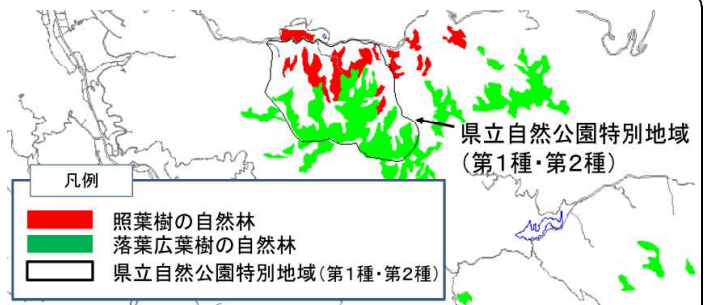 県立自然公園特別地域
(第1種・第2種)
凡例
照葉樹の自然林
落葉広葉樹の自然林
県立自然公園特別地域(第1種・第2種)